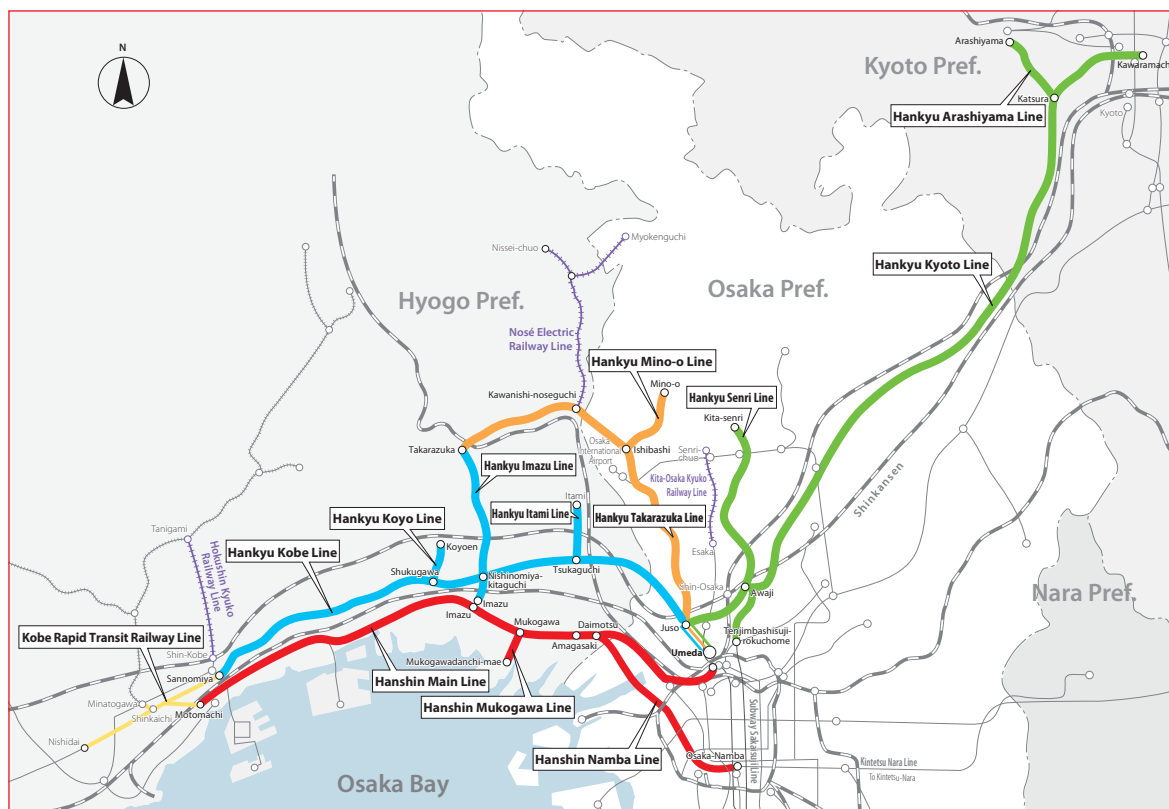 N
Arashiyama
Kyoto Pref.
Kawaramachi
Katsura
Hankyu Arashiyama Line
Kyoto
Myokenguchi
Nissei-chuo
Hankyu Kyoto Line
Hyogo Pref.
Osaka Pref.
Nosé Electric
Railway Line
Hankyu Mino-o Line
Mino-o
Hankyu Senri Line
Kawanishi-noseguchi
Kita-senri
Osaka
International
Airport
Ishibashi
Senri-
chuo
Takarazuka
Hankyu Imazu Line
Kita-Osaka Kyuko
Railway Line
Shinkansen
Itami
Hankyu Itami Line
Hankyu Koyo Line
Hankyu Takarazuka Line
Tanigami
Hankyu Kobe Line
Koyoen
Esaka
Hokushin Kyuko
Railway Line
Shukugawa
Nishinomiya-
kitaguchi
Tsukaguchi
Shin-Osaka
Awaji
Nara Pref.
Imazu
Imazu
Juso
Mukogawa
Daimotsu
Tenjimbashisuji-
rokuchome
Kobe Rapid Transit Railway Line
Amagasaki
Umeda
Shin-Kobe
Mukogawadanchi-mae
Sannomiya
Hanshin Main Line
Minatogawa
Hanshin Mukogawa Line
Motomachi
Shinkaichi
Subway Sakaisuji Line
Nishidai
Hanshin Namba Line
Osaka-Namba
Kintetsu Nara Line
To Kintetsu-Nara
Osaka Bay